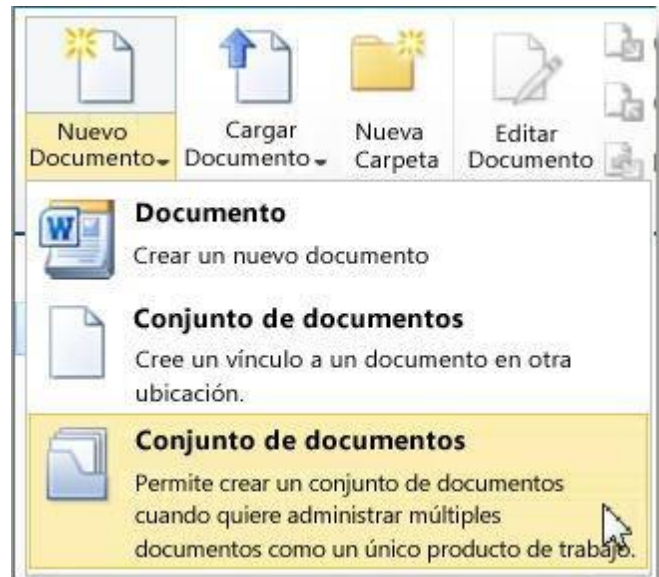 Nuevo
Documento
Cargar
Documento
Nueva
Carpeta
Editar
Documento
W
Documento
Crear un nuevo documento
Conjunto de documentos
Cree un vínculo a un documento en otra
ubicación.
Conjunto de documentos
Permite crear un conjunto de documentos
cuando quiere administrar múltiples
documentos como un único producto de trabajo.